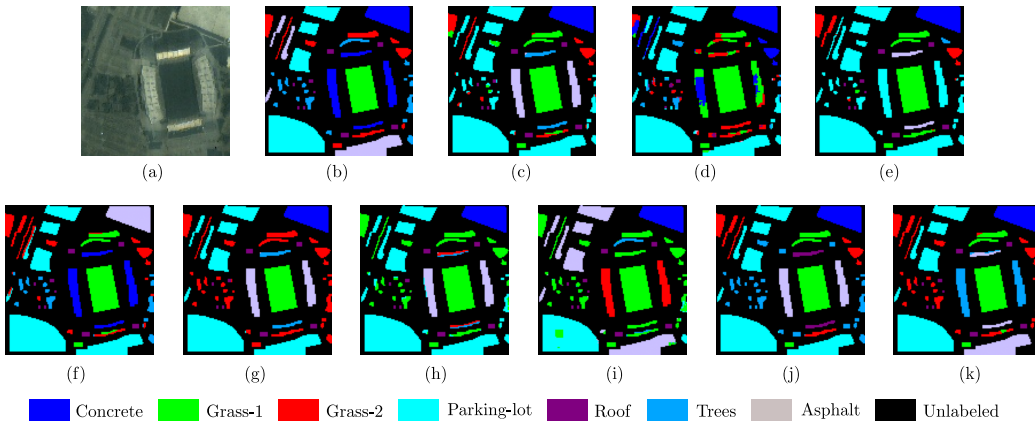 (a) (b) (c) (d) (e)
(f) (g) (h) (i) (j) (k)
Concrete Grass-1 Grass-2 Parking-lot Roof Trees Asphalt Unlabeled